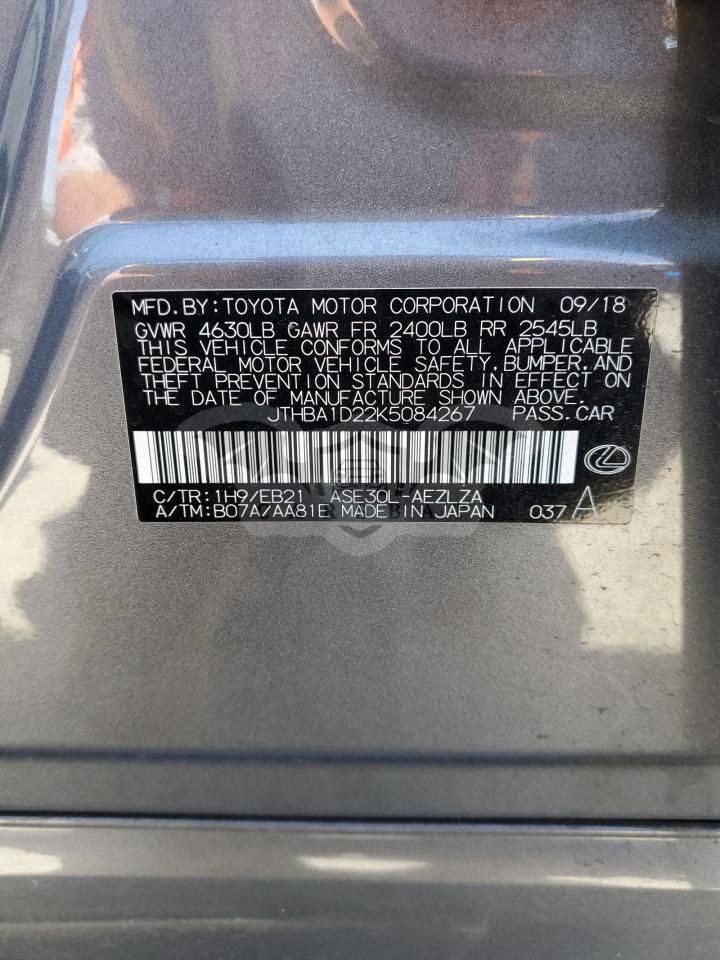 MFD.BY:TOYOTA MOTOR CORPORATION 09/18
GVWR 4630LB GAWR FR 2400LB RR 2545LB
THIS VEHICLE CONFORMS TO ALL APPLICABLE
FEDERAL MOTOR VEHICLE SAFETY,BUMPER,AND
THEFT PREVENTION STANDARDS IN EFFECT ON THE
DATE OF MANUFACTURE SHOWN ABOVE.
JTHBA1D22K5084267 PASS.CAR
C/TR:1H9/EB21 ASE30L-AEZLZA
A/TM:B07A/AA81E MADE IN JAPAN 037A